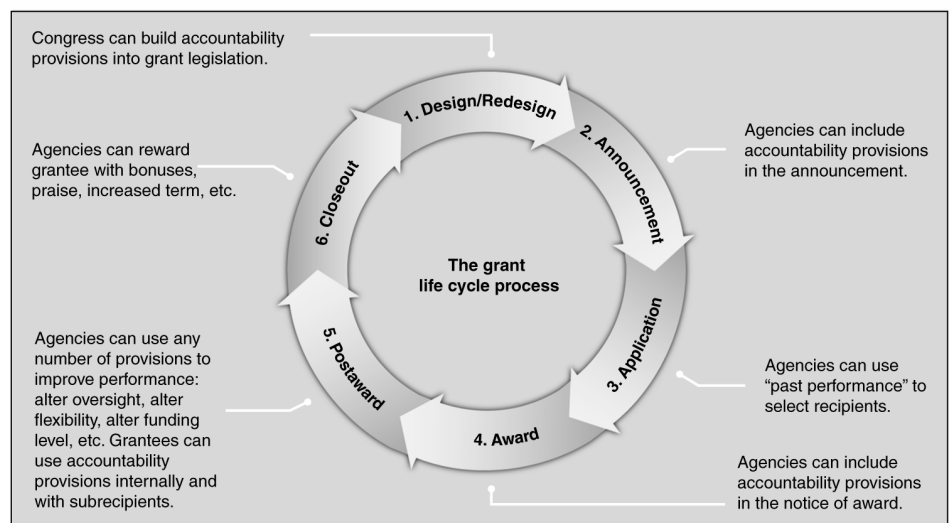 Congress can build accountability
provisions into grant legislation.
1. Design/Redesign
2. Announcement
Agencies can include
accountability provisions
in the announcement.
Agencies can reward
grantee with bonuses,
praise, increased term, etc.
6. Closeout
The grant
life cycle process
3. Application
Agencies can use
“past performance” to
select recipients.
5. Postaward
Agencies can use any
number of provisions to
improve performance:
alter oversight, alter
flexibility, alter funding
level, etc. Grantees can
use accountability
provisions internally and
with subrecipients.
4. Award
Agencies can include
accountability provisions
in the notice of award.